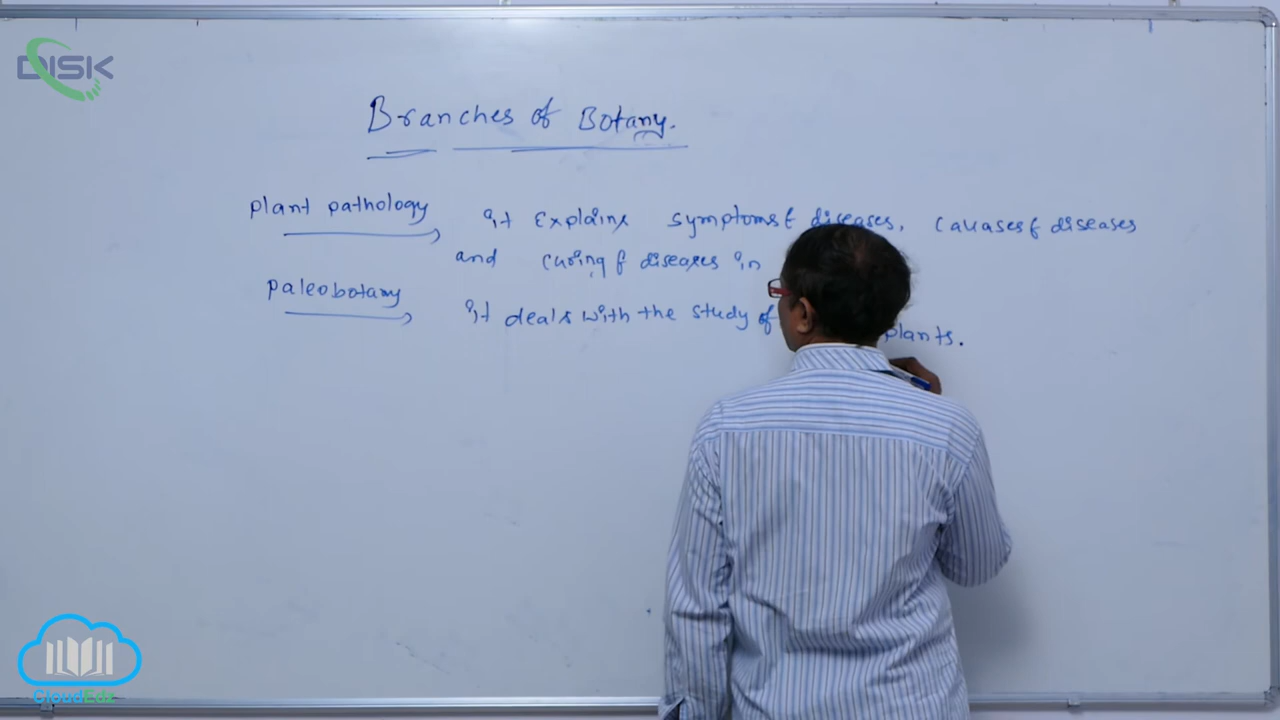 DISK
Branches of Botany.
plant pathology it explains symptoms of diseases, causes of diseases
and curing of diseases in
paleobotany it deals with the study of plants.
CloudEdz